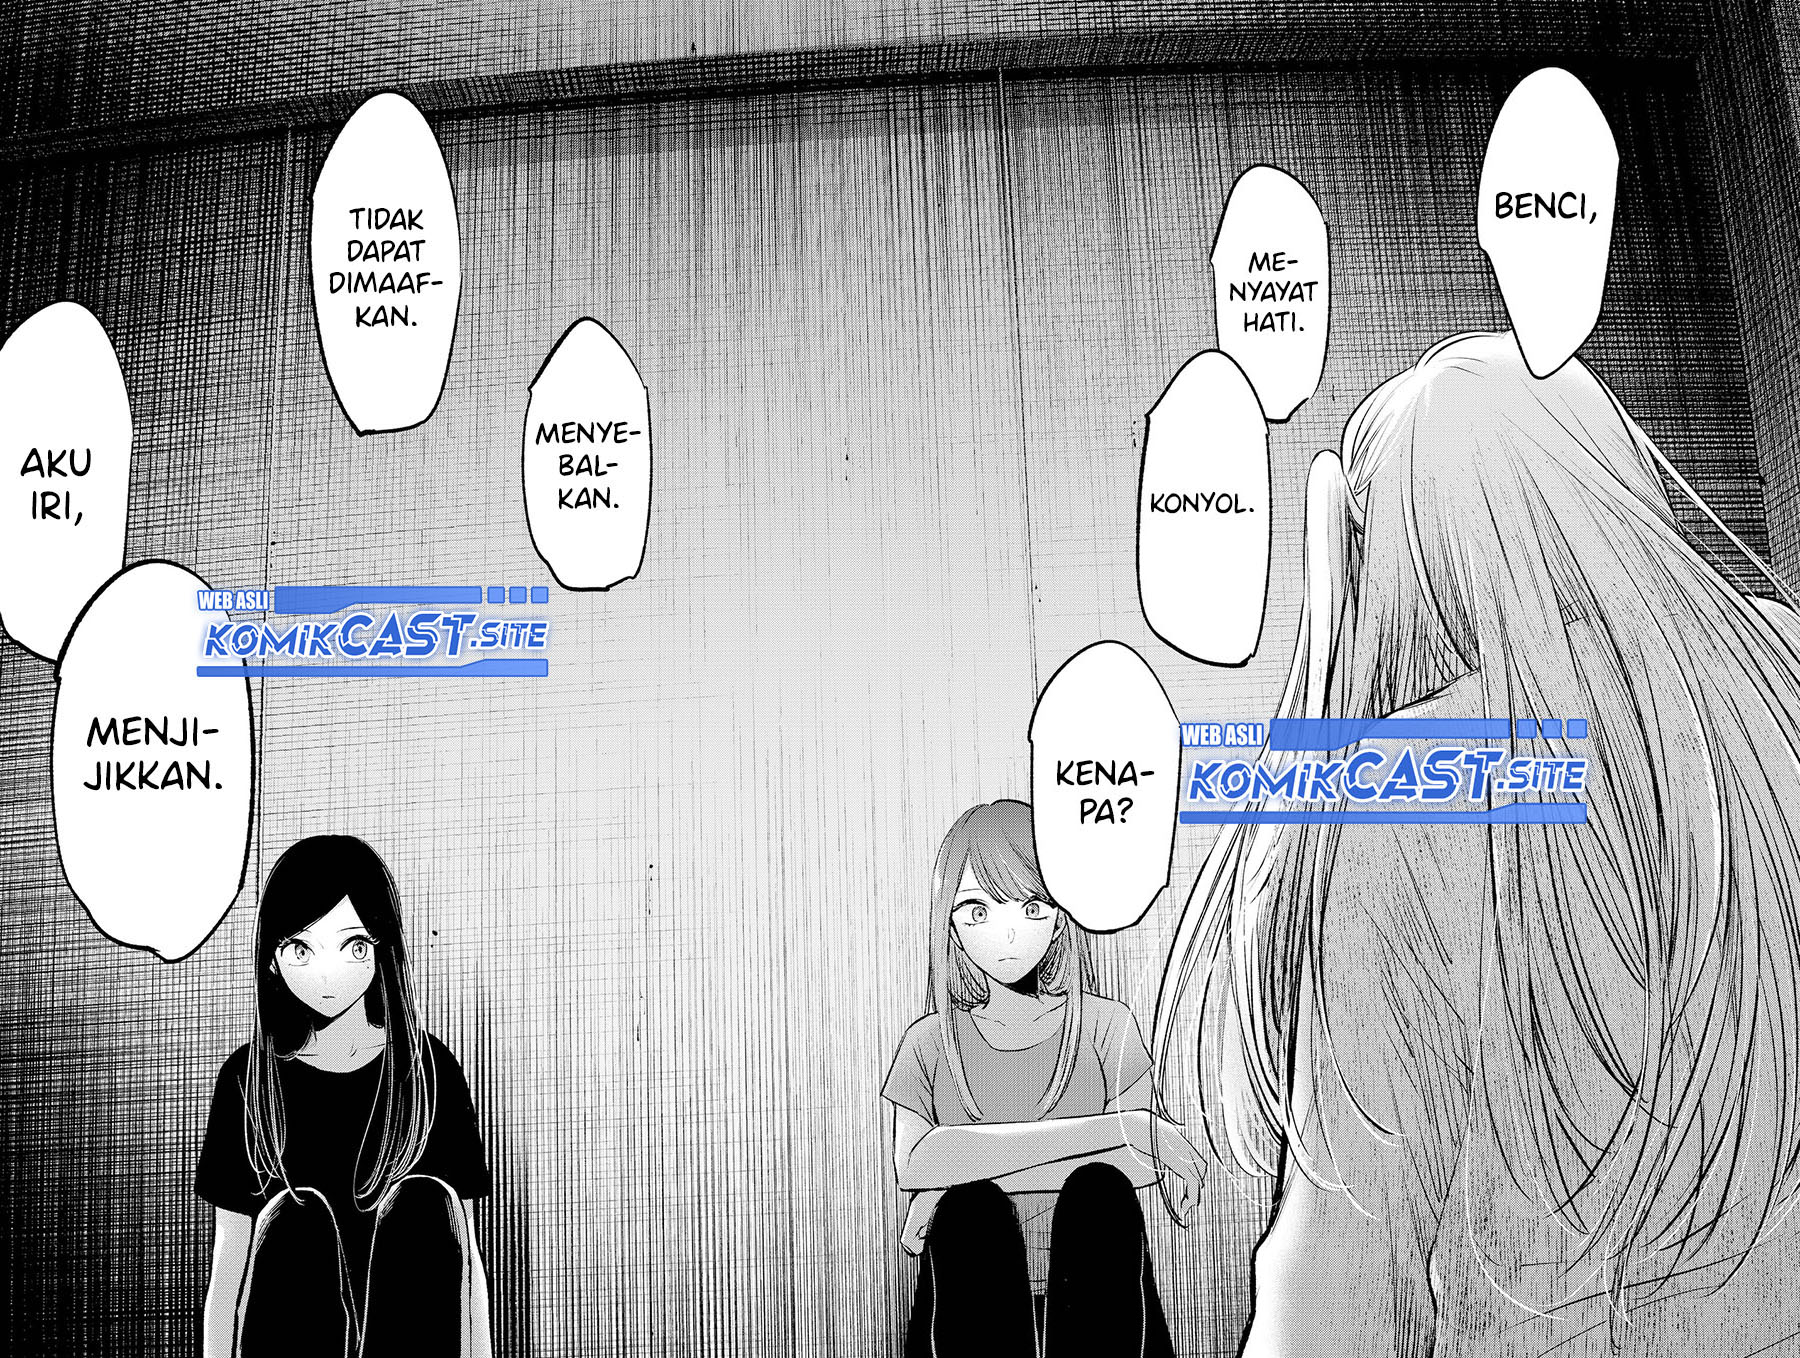 BENCI,
ME-
NYAYAT
HATI.
KONYOL.
KENA-
PA?
MENYE-
BAL-
KAN.
TIDAK
DAPAT
DIMAAF-
KAN.
AKU
IRI,
MENJI-
JIKKAN.
WEB ASLI
KOMIKCAST.SITE
WEB ASLI
KOMIKCAST.SITE